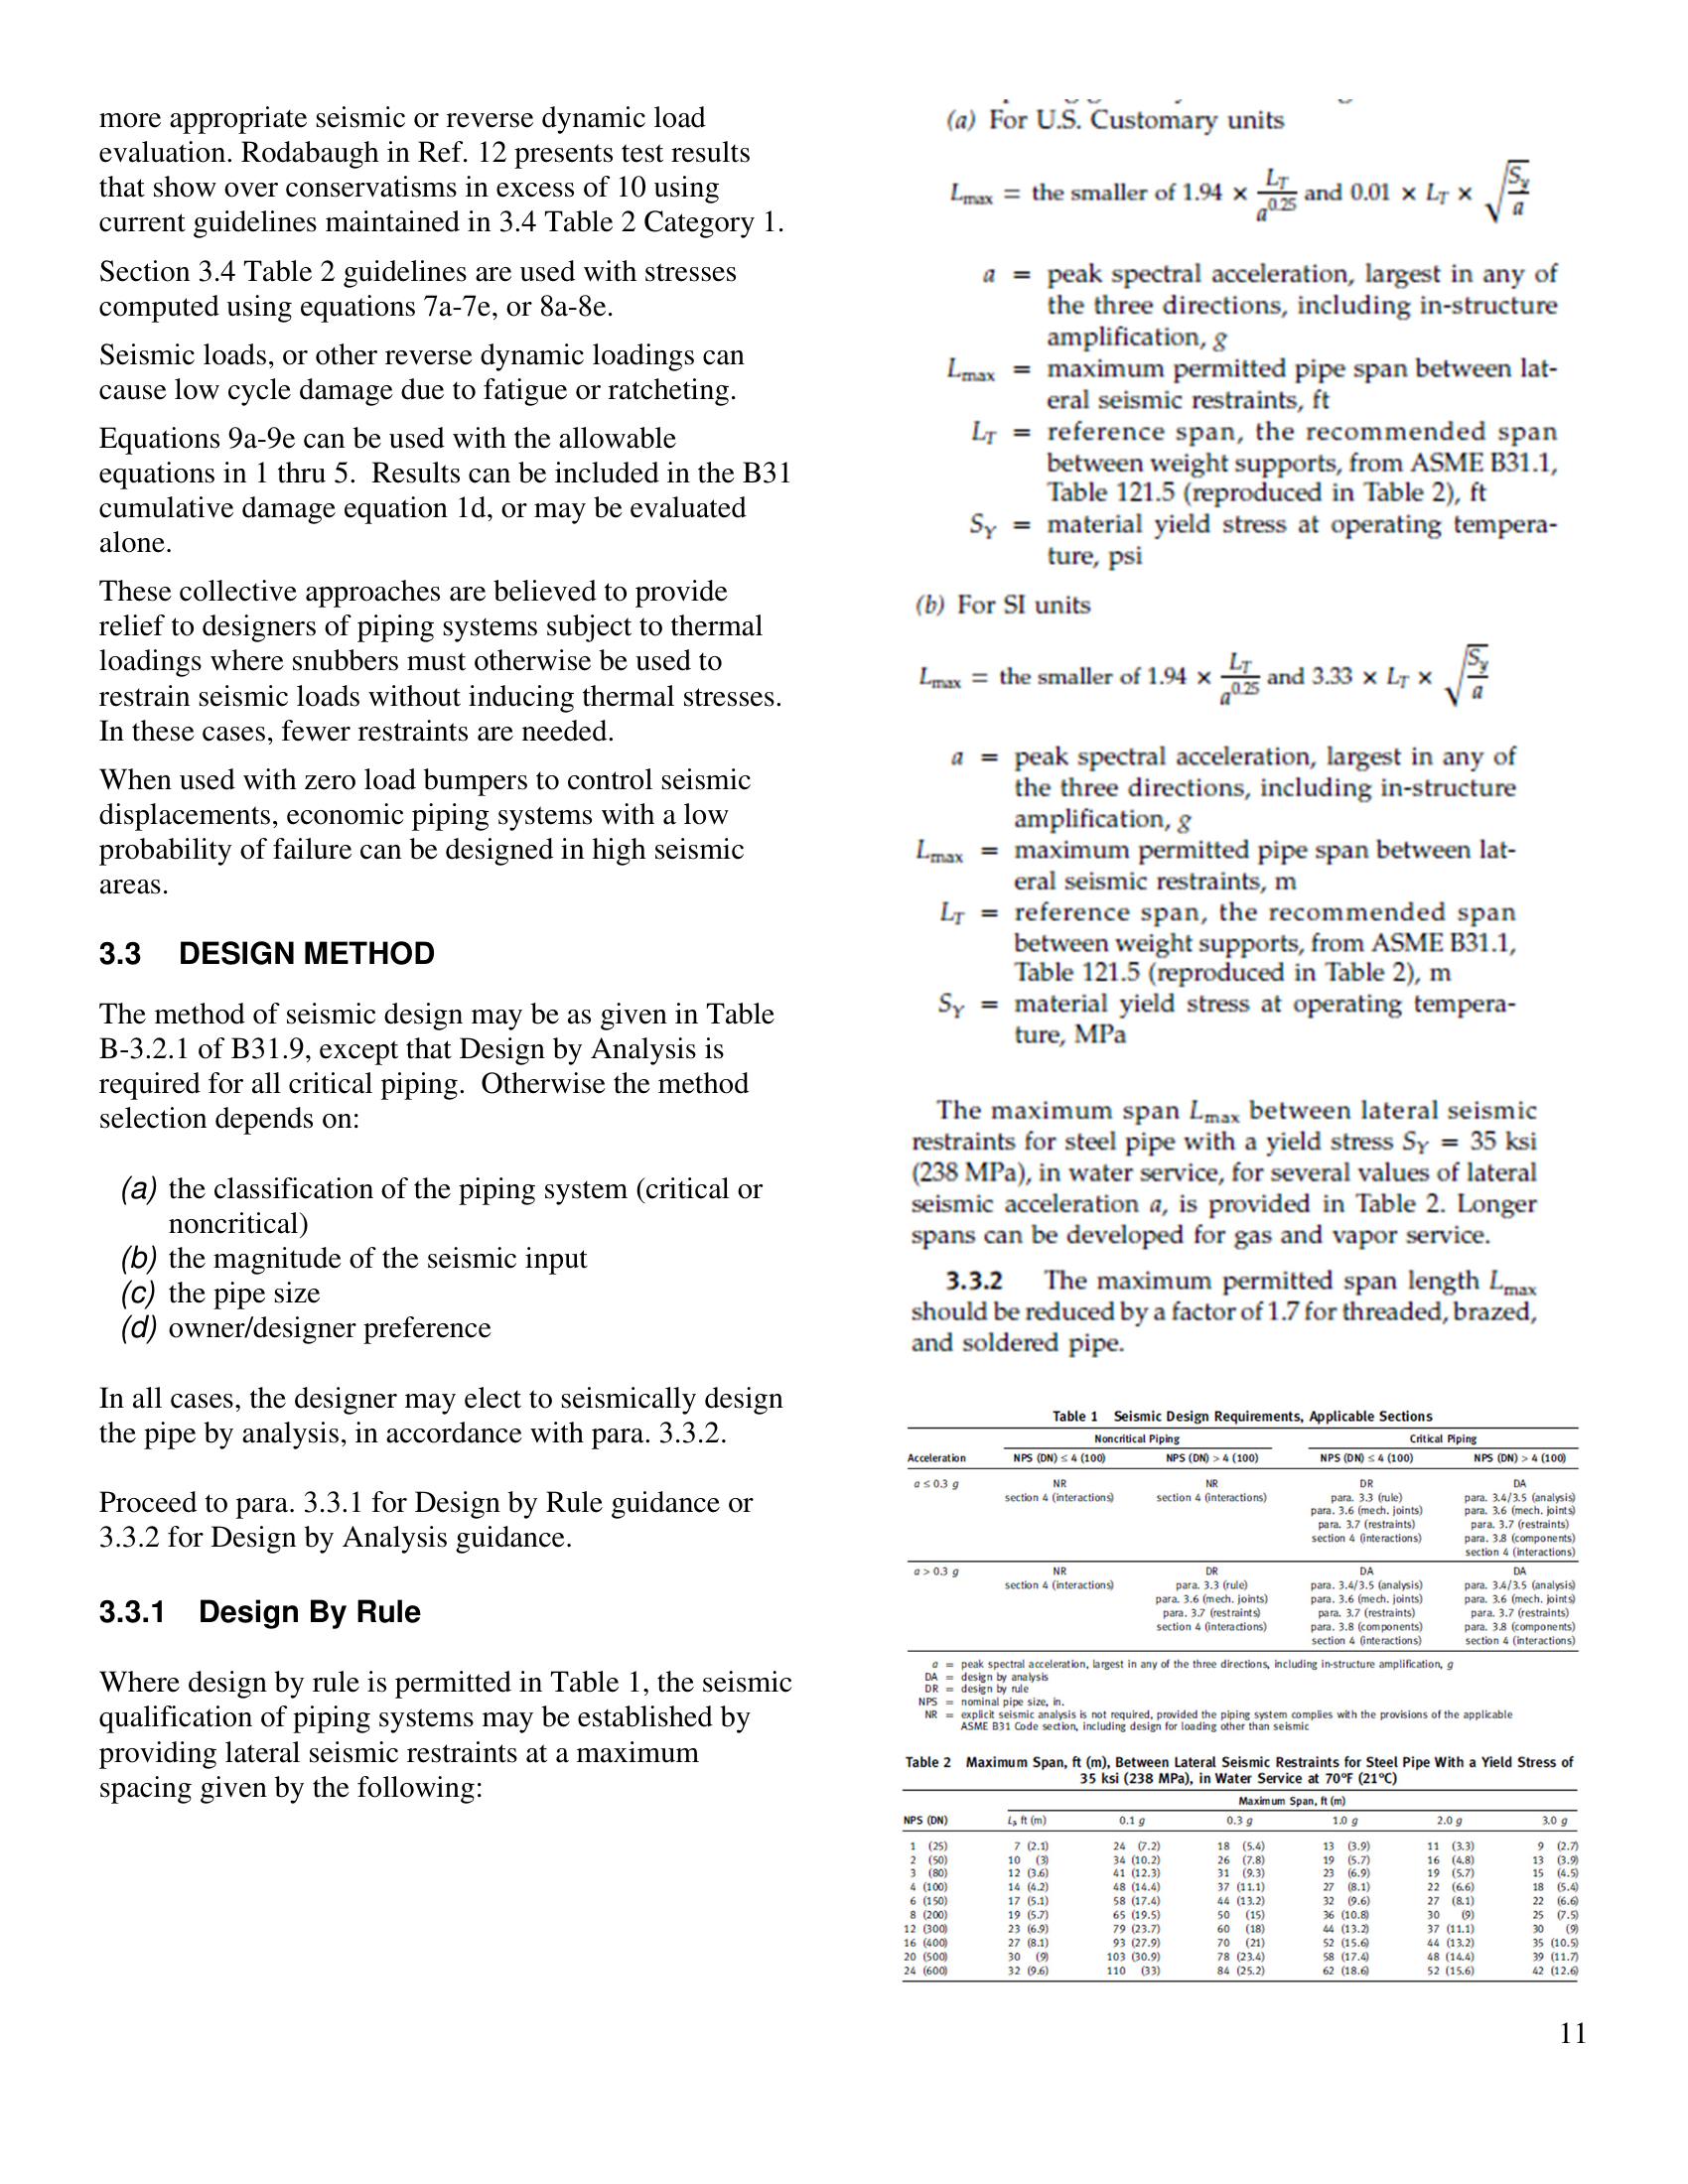 more appropriate seismic or reverse dynamic load
evaluation. Rodabaugh in Ref. 12 presents test results
that show over conservatisms in excess of 10 using
current guidelines maintained in 3.4 Table 2 Category 1.
Section 3.4 Table 2 guidelines are used with stresses
computed using equations 7a-7e, or 8a-8e.
Seismic loads, or other reverse dynamic loadings can
cause low cycle damage due to fatigue or ratcheting.
Equations 9a-9e can be used with the allowable
equations in 1 thru 5.  Results can be included in the B31
cumulative damage equation 1d, or may be evaluated
alone.
These collective approaches are believed to provide
relief to designers of piping systems subject to thermal
loadings where snubbers must otherwise be used to
restrain seismic loads without inducing thermal stresses.
In these cases, fewer restraints are needed.
When used with zero load bumpers to control seismic
displacements, economic piping systems with a low
probability of failure can be designed in high seismic
areas.
3.3 DESIGN METHOD
The method of seismic design may be as given in Table
B-3.2.1 of B31.9, except that Design by Analysis is
required for all critical piping.  Otherwise the method
selection depends on:
(a) the classification of the piping system (critical or
noncritical)
(b) the magnitude of the seismic input
(c) the pipe size
(d) owner/designer preference
In all cases, the designer may elect to seismically design
the pipe by analysis, in accordance with para. 3.3.2.
Proceed to para. 3.3.1 for Design by Rule guidance or
3.3.2 for Design by Analysis guidance.
3.3.1 Design By Rule
Where design by rule is permitted in Table 1, the seismic
qualification of piping systems may be established by
providing lateral seismic restraints at a maximum
spacing given by the following:
(a) For U.S. Customary units
Lmax = the smaller of 1.94 × LT/a^0.25 and 0.01 × LT × √(Sy/a)
a = peak spectral acceleration, largest in any of
the three directions, including in-structure
amplification, g
Lmax = maximum permitted pipe span between lat-
eral seismic restraints, ft
LT = reference span, the recommended span
between weight supports, from ASME B31.1,
Table 121.5 (reproduced in Table 2), ft
SY = material yield stress at operating tempera-
ture, psi
(b) For SI units
Lmax = the smaller of 1.94 × LT/a^0.25 and 3.33 × LT × √(Sy/a)
a = peak spectral acceleration, largest in any of
the three directions, including in-structure
amplification, g
Lmax = maximum permitted pipe span between lat-
eral seismic restraints, m
LT = reference span, the recommended span
between weight supports, from ASME B31.1,
Table 121.5 (reproduced in Table 2), m
SY = material yield stress at operating tempera-
ture, MPa
The maximum span Lmax between lateral seismic
restraints for steel pipe with a yield stress SY = 35 ksi
(238 MPa), in water service, for several values of lateral
seismic acceleration a, is provided in Table 2. Longer
spans can be developed for gas and vapor service.
3.3.2 The maximum permitted span length Lmax
should be reduced by a factor of 1.7 for threaded, brazed,
and soldered pipe.
Table 1 Seismic Design Requirements, Applicable Sections
Noncritical Piping Critical Piping
Acceleration NPS (DN) ≤ 4 (100) NPS (DN) > 4 (100) NPS (DN) ≤ 4 (100) NPS (DN) > 4 (100)
a ≤ 0.3 g NR NR DR DA
section 4 (interactions) section 4 (interactions) para. 3.3 (rule) para. 3.4/3.5 (analysis)
para. 3.6 (mech. joints) para. 3.6 (mech. joints)
para. 3.7 (restraints) para. 3.7 (restraints)
section 4 (interactions) para. 3.8 (components)
section 4 (interactions)
a > 0.3 g NR DR DA DA
section 4 (interactions) para. 3.3 (rule) para. 3.4/3.5 (analysis) para. 3.4/3.5 (analysis)
para. 3.6 (mech. joints) para. 3.6 (mech. joints) para. 3.6 (mech. joints)
para. 3.7 (restraints) para. 3.7 (restraints) para. 3.7 (restraints)
section 4 (interactions) para. 3.8 (components) para. 3.8 (components)
section 4 (interactions) section 4 (interactions)
a = peak spectral acceleration, largest in any of the three directions, including in-structure amplification, g
DA = design by analysis
DR = design by rule
NPS = nominal pipe size, in.
NR = explicit seismic analysis is not required, provided the piping system complies with the provisions of the applicable
ASME B31 Code section, including design for loading other than seismic
Table 2 Maximum Span, ft (m), Between Lateral Seismic Restraints for Steel Pipe With a Yield Stress of
35 ksi (238 MPa), in Water Service at 70°F (21°C)
Maximum Span, ft (m)
NPS (DN) ft (m) 0.1 g 0.3 g 1.0 g 2.0 g 3.0 g
1 (25) 7 (2.1) 24 (7.2) 18 (5.4) 13 (3.9) 11 (3.3) 9 (2.7)
2 (50) 10 (3) 34 (10.2) 26 (7.8) 19 (5.7) 16 (4.8) 13 (3.9)
3 (80) 12 (3.6) 41 (12.3) 31 (9.3) 23 (6.9) 19 (5.7) 15 (4.5)
4 (100) 14 (4.2) 48 (14.4) 37 (11.1) 27 (8.1) 22 (6.6) 18 (5.4)
6 (150) 17 (5.1) 58 (17.4) 44 (13.2) 32 (9.6) 27 (8.1) 22 (6.6)
8 (200) 19 (5.7) 65 (19.5) 50 (15) 36 (10.8) 30 (9) 25 (7.5)
12 (300) 23 (6.9) 79 (23.7) 60 (18) 44 (13.2) 37 (11.1) 30 (9)
16 (400) 27 (8.1) 93 (27.9) 70 (21) 52 (15.6) 44 (13.2) 35 (10.5)
20 (500) 30 (9) 103 (30.9) 78 (23.4) 58 (17.4) 48 (14.4) 39 (11.7)
24 (600) 32 (9.6) 110 (33) 84 (25.2) 62 (18.6) 52 (15.6) 42 (12.6)
11